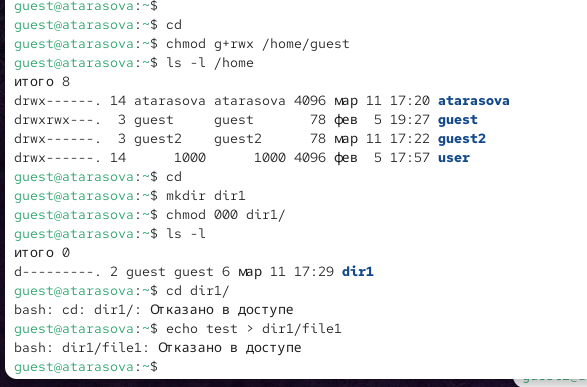 guest@atarasova:~$
guest@atarasova:~$ cd
guest@atarasova:~$ chmod g+rwx /home/guest
guest@atarasova:~$ ls -l /home
итого 8
drwx------. 14 atarasova atarasova 4096 мар 11 17:20 atarasova
drwxrwx---.  3 guest     guest       78 фев  5 19:27 guest
drwx------.  3 guest2    guest2      78 мар 11 17:22 guest2
drwx------. 14      1000      1000 4096 фев  5 17:57 user
guest@atarasova:~$ cd
guest@atarasova:~$ mkdir dir1
guest@atarasova:~$ chmod 000 dir1/
guest@atarasova:~$ ls -l
итого 0
d---------. 2 guest guest 6 мар 11 17:29 dir1
guest@atarasova:~$ cd dir1/
bash: cd: dir1/: Отказано в доступе
guest@atarasova:~$ echo test > dir1/file1
bash: dir1/file1: Отказано в доступе
guest@atarasova:~$